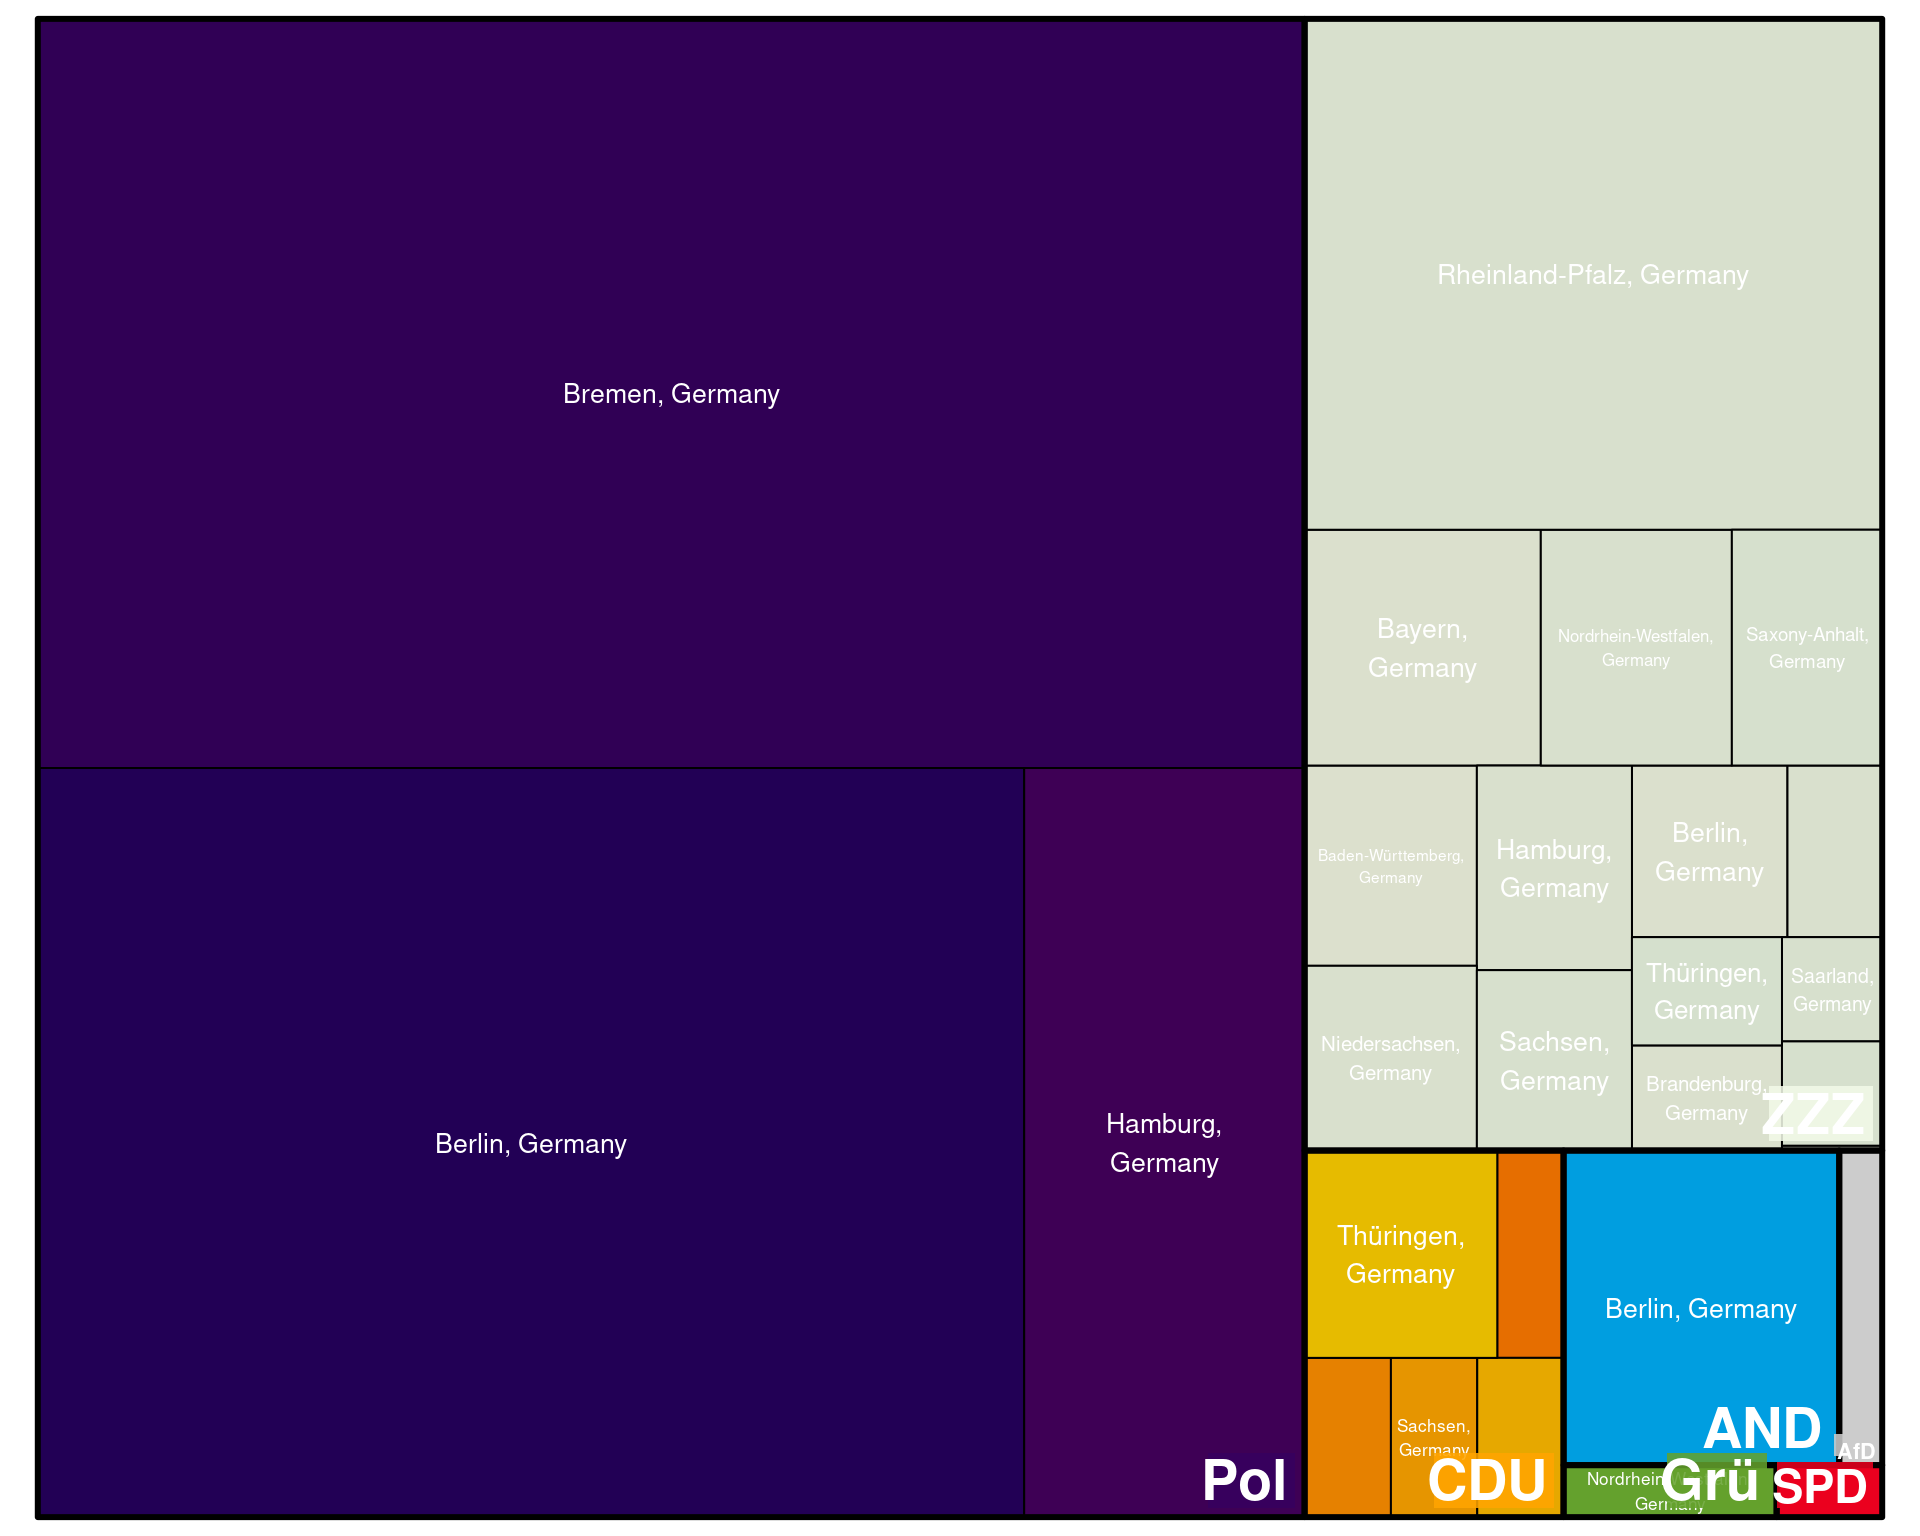 Bremen, Germany
Rheinland-Pfalz, Germany
Bayern,
Germany
Nordrhein-Westfalen,
Germany
Saxony-Anhalt,
Germany
Baden-Württemberg,
Germany
Hamburg,
Germany
Berlin,
Germany
Thüringen,
Germany
Saarland,
Germany
Niedersachsen,
Germany
Sachsen,
Germany
Brandenburg,
Germany
ZZZ
Berlin, Germany
Hamburg,
Germany
Pol
Thüringen,
Germany
Sachsen,
Germany
CDU
Berlin, Germany
AND
AfD
Germany
Grü
SPD